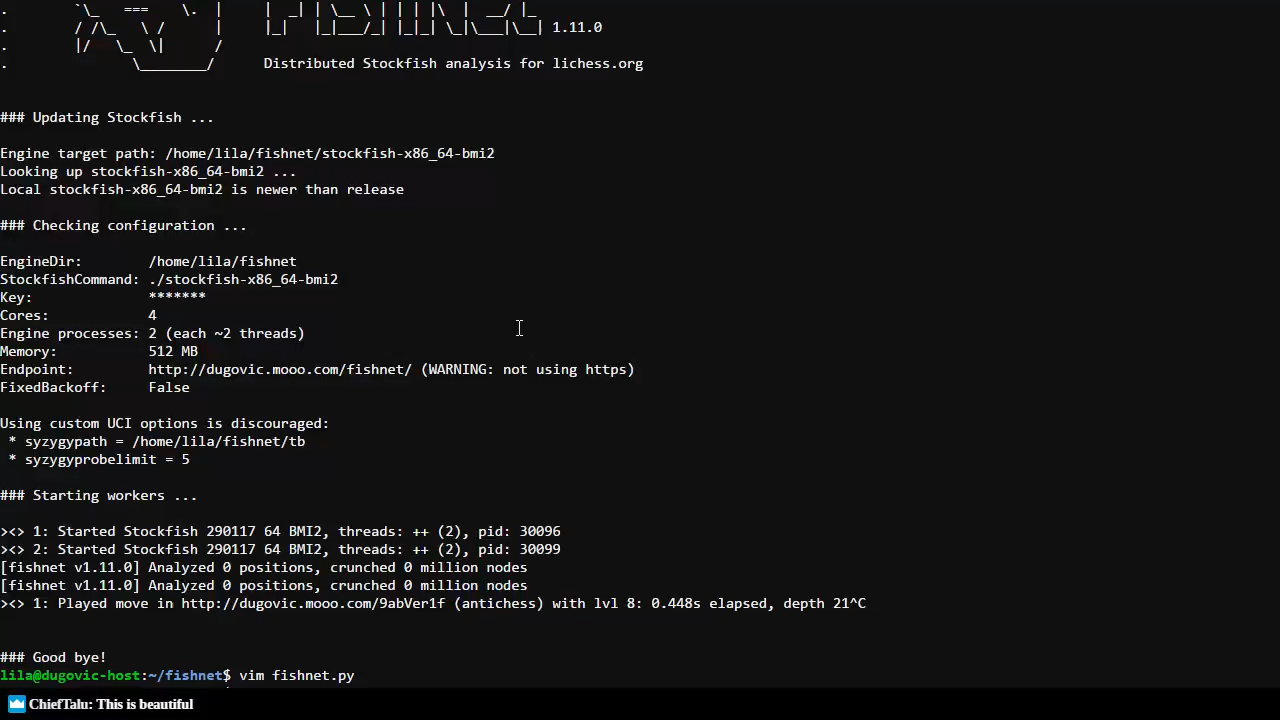 .         `\_   ===    \.  |     |  _| | \__ \ | | | |\  |  __/ |_
.         / /\_   \ /      |     |_|   |_|___/_| |_|_| \_|\___|\__| 1.11.0
.         |/   \_  \|      /
.                \________/      Distributed Stockfish analysis for lichess.org
### Updating Stockfish ...
Engine target path: /home/lila/fishnet/stockfish-x86_64-bmi2
Looking up stockfish-x86_64-bmi2 ...
Local stockfish-x86_64-bmi2 is newer than release
### Checking configuration ...
EngineDir:        /home/lila/fishnet
StockfishCommand: ./stockfish-x86_64-bmi2
Key:              *******
Cores:            4
Engine processes: 2 (each ~2 threads)
Memory:           512 MB
Endpoint:         http://dugovic.mooo.com/fishnet/ (WARNING: not using https)
FixedBackoff:     False
Using custom UCI options is discouraged:
 * syzygypath = /home/lila/fishnet/tb
 * syzygyprobelimit = 5
### Starting workers ...
><> 1: Started Stockfish 290117 64 BMI2, threads: ++ (2), pid: 30096
><> 2: Started Stockfish 290117 64 BMI2, threads: ++ (2), pid: 30099
[fishnet v1.11.0] Analyzed 0 positions, crunched 0 million nodes
[fishnet v1.11.0] Analyzed 0 positions, crunched 0 million nodes
><> 1: Played move in http://dugovic.mooo.com/9abVer1f (antichess) with lvl 8: 0.448s elapsed, depth 21^C
### Good bye!
lila@dugovic-host:~/fishnet$ vim fishnet.py
ChiefTalu: This is beautiful